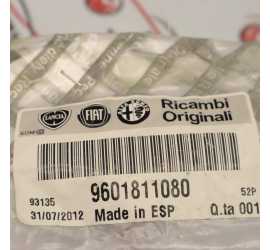 LANCIA FIAT Ricambi
Originali
9601811080
93135 52P
31/07/2012 Made in ESP Q.ta 001